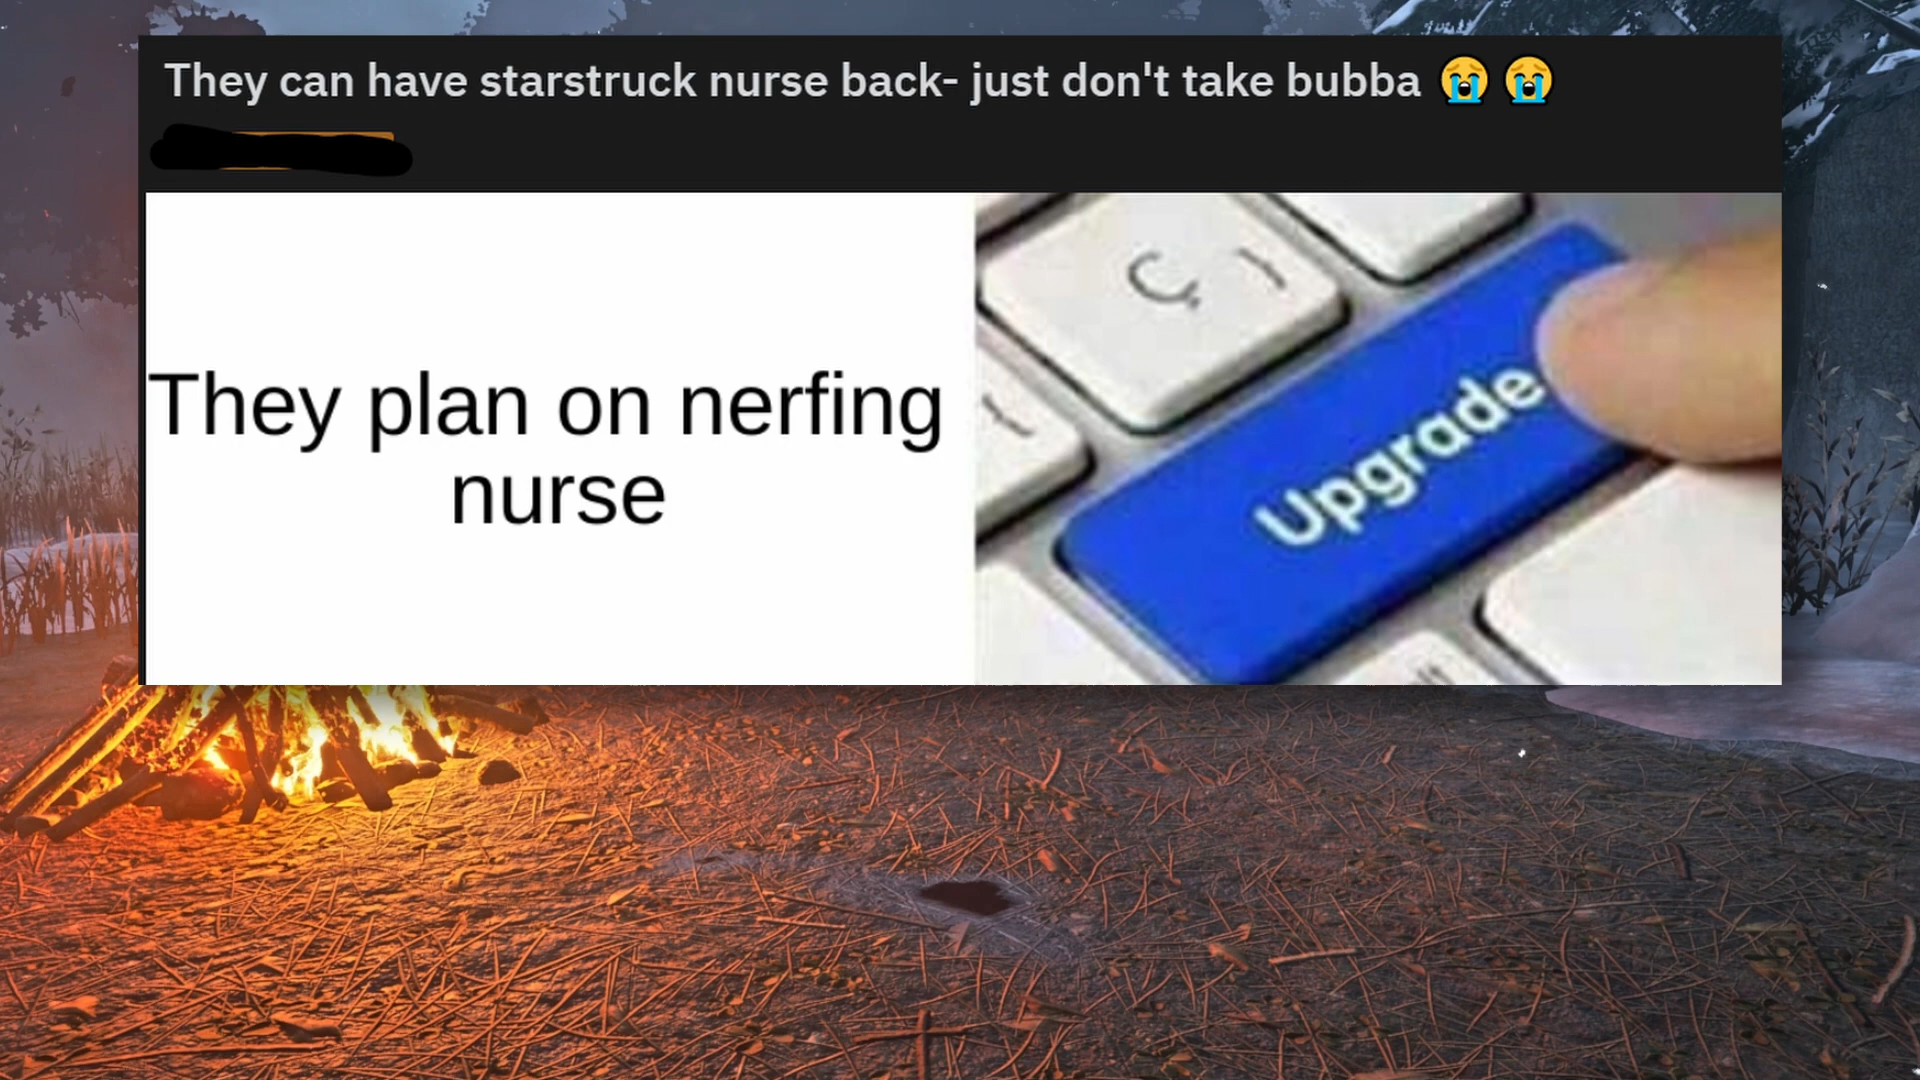 They can have starstruck nurse back- just don't take bubba 😭😭
They plan on nerfing
nurse
Ç
Upgrade